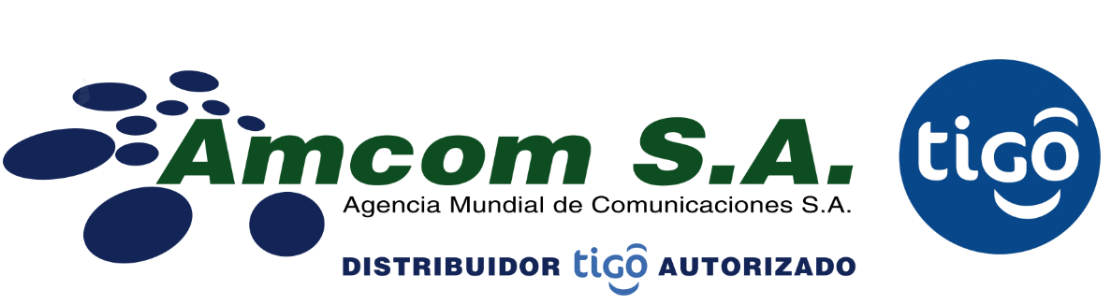 Amcom S.A.
Agencia Mundial de Comunicaciones S.A.
DISTRIBUIDOR tigo AUTORIZADO
tigo